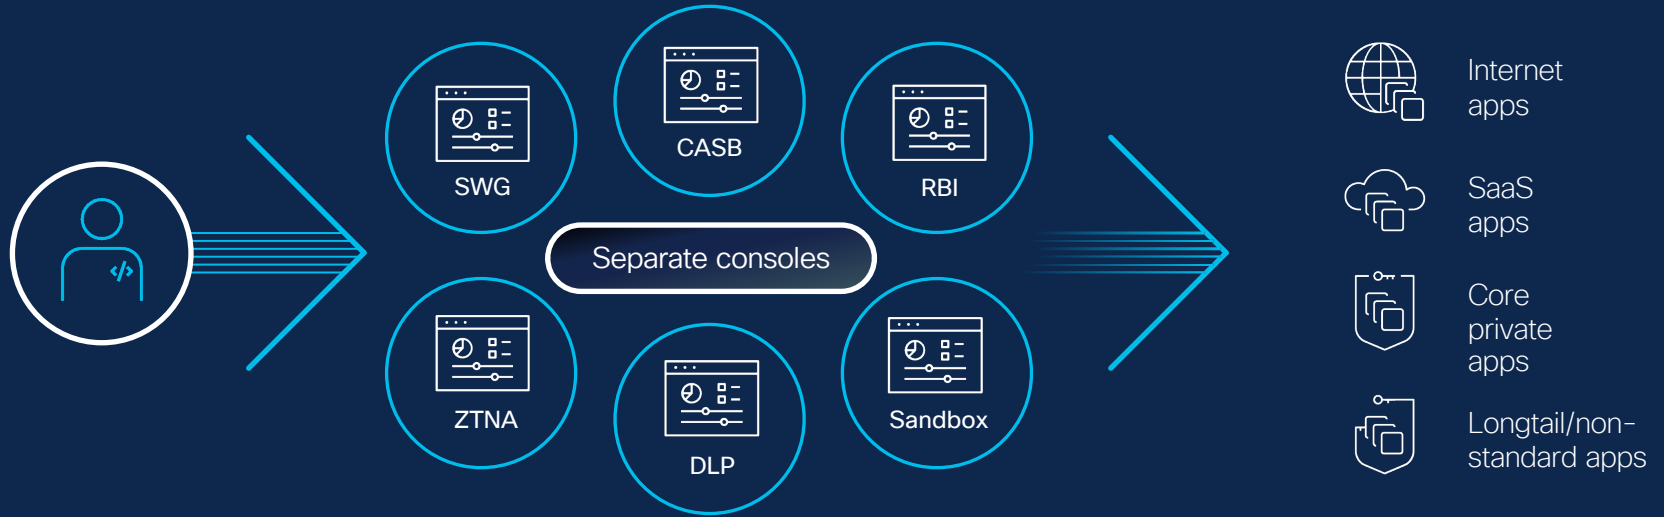 SWG
CASB
RBI
Separate consoles
ZTNA
DLP
Sandbox
Internet
apps
SaaS
apps
Core
private
apps
Longtail/non-
standard apps